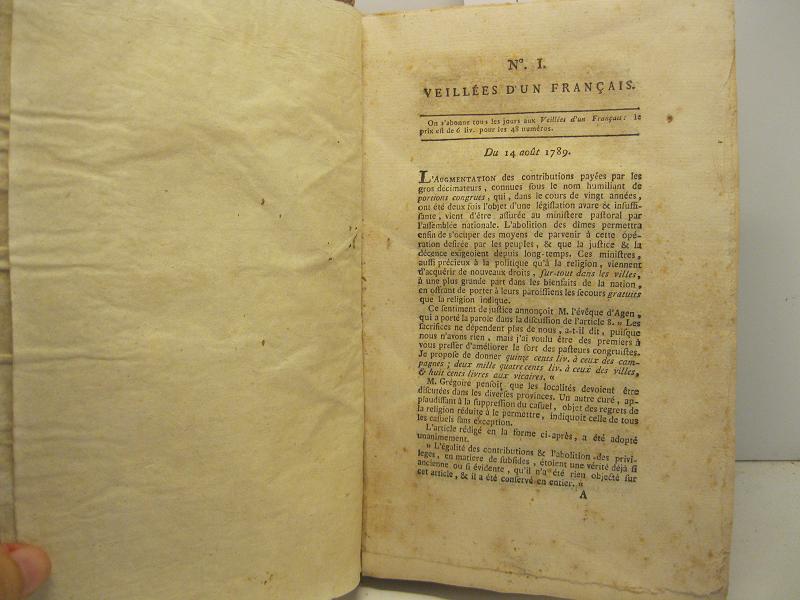 Nº. I.
VEILLÉES D'UN FRANÇAIS.
On s'abonne tous les jours aux Veillées d'un Français: le
prix est de 6 liv. pour les 48 numéros.
Du 14 août 1789.
L'AUGMENTATION des contributions payées par les
gros décimateurs, connues ſous le nom humiliant de
portions congrues, qui, dans le cours de vingt années,
ont été deux fois l'objet d'une légiſlation avare & inſuffi-
ſante, vient d'être aſſurée au miniſtere paſtoral par
l'aſſemblée nationale. L'abolition des dîmes permettra
enfin de s'ocuper des moyens de parvenir à cette opé-
ration deſirée par les peuples, & que la juſtice & la
décence exigeoient depuis long-temps. Ces miniſtres,
auſſi précieux à la politique qu'à la religion, viennent
d'acquérir de nouveaux droits, ſur-tout dans les villes,
à une plus grande part dans les bienfaits de la nation,
en offrant de porter à leurs paroiſſiens les ſecours gratuits
que la religion indique.
Ce ſentiment de juſtice annonçoit M. l'évêque d'Agen,
qui a porté la parole dans la diſcuſſion de l'article 8. » Les
ſacrifices ne dépendent plus de nous, a-t-il dit, puiſque
nous n'avons rien, mais j'ai voulu être des premiers à
vous preſſer d'améliorer le ſort des paſteurs congruiſtes.
Je propoſe de donner quinze cents liv. à ceux des cam-
pagnes; deux mille quatre cents liv. à ceux des villes,
& huit cents livres aux vicaires. «
M. Grégoire penſoit que les localités devoient être
diſcutées dans les diverſes provinces. Un autre curé, ap-
plaudiſſant à la ſuppreſſion du caſuel, objet des regrets de
la religion réduite à le permettre, indiquoit celle de tous
les caſuels ſans exception.
L'article rédigé en la forme ci-après, a été adopté
unanimement.
» L'égalité des contributions & l'abolition des privi-
leges, en matiere de ſubſides, étoient une vérité déjà ſi
ancienne ou ſi évidente, qu'il n'a été rien objecté ſur
cet article, & il a été conſervé en entier. «
A